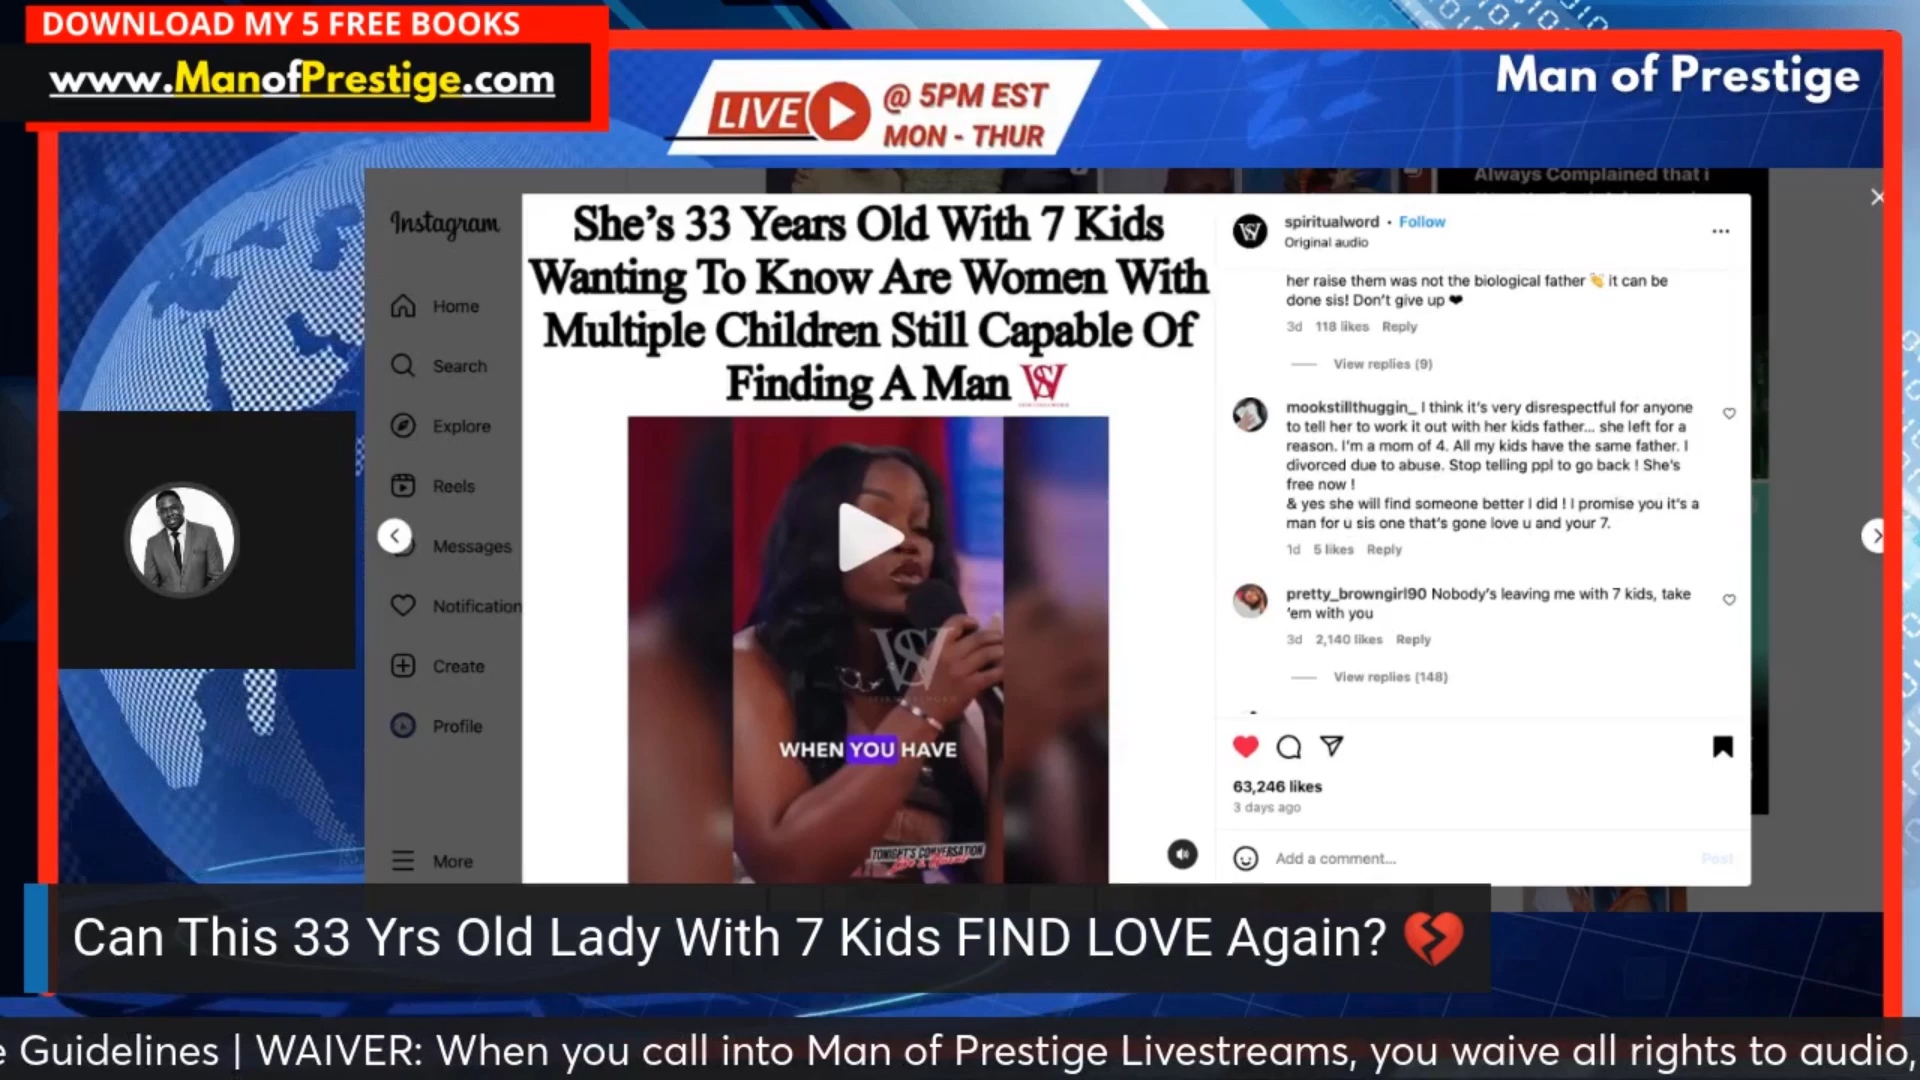 DOWNLOAD MY 5 FREE BOOKS
www.ManofPrestige.com
LIVE
@ 5PM EST
MON - THUR
Man of Prestige
Always Complained that i
Instagram
Home
Search
Explore
Reels
Messages
Notification
Create
Profile
More
She's 33 Years Old With 7 Kids
Wanting To Know Are Women With
Multiple Children Still Capable Of
Finding A Man
WHEN YOU HAVE
TONIGHT'S CONVERSATION
spiritualword • Follow
Original audio
...
her raise them was not the biological father 👏 it can be
done sis! Don't give up ❤
3d 118 likes Reply
View replies (9)
mookstillthuggin_ I think it's very disrespectful for anyone
to tell her to work it out with her kids father... she left for a
reason. I'm a mom of 4. All my kids have the same father. I
divorced due to abuse. Stop telling ppl to go back ! She's
free now !
& yes she will find someone better I did ! I promise you it's a
man for u sis one that's gone love u and your 7.
1d 5 likes Reply
pretty_browngirl90 Nobody's leaving me with 7 kids, take
'em with you
3d 2,140 likes Reply
View replies (148)
63,246 likes
3 days ago
Add a comment...
Post
Can This 33 Yrs Old Lady With 7 Kids FIND LOVE Again? 💔
e Guidelines | WAIVER: When you call into Man of Prestige Livestreams, you waive all rights to audio,